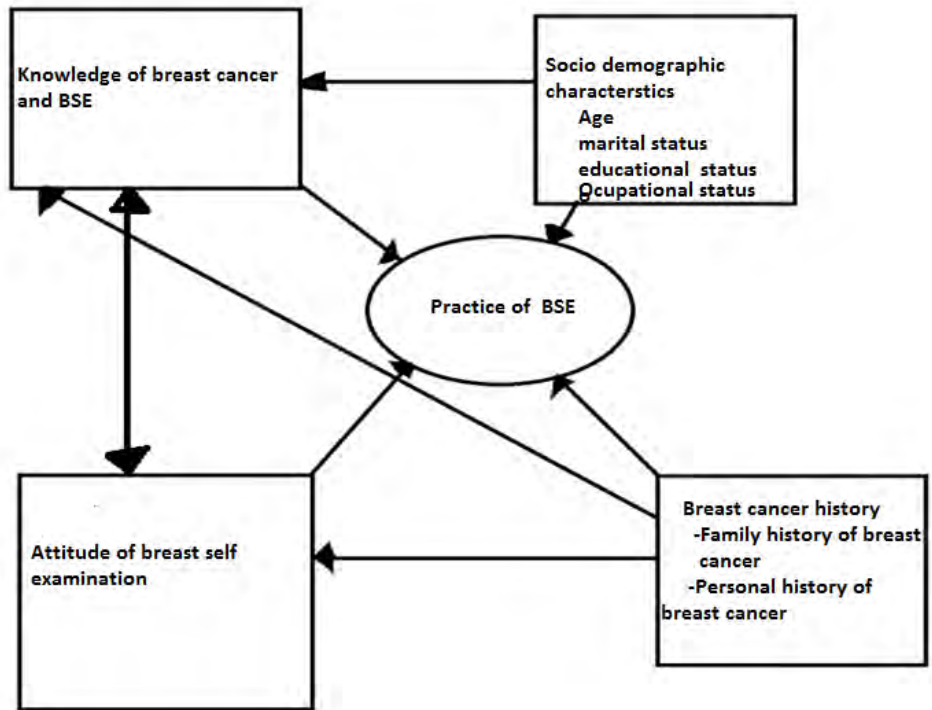 Knowledge of breast cancer
and BSE
Socio demographic
characterstics
Age
marital status
educational status
Ocupational status
Practice of BSE
Attitude of breast self
examination
Breast cancer history
-Family history of breast
cancer
-Personal history of
breast cancer